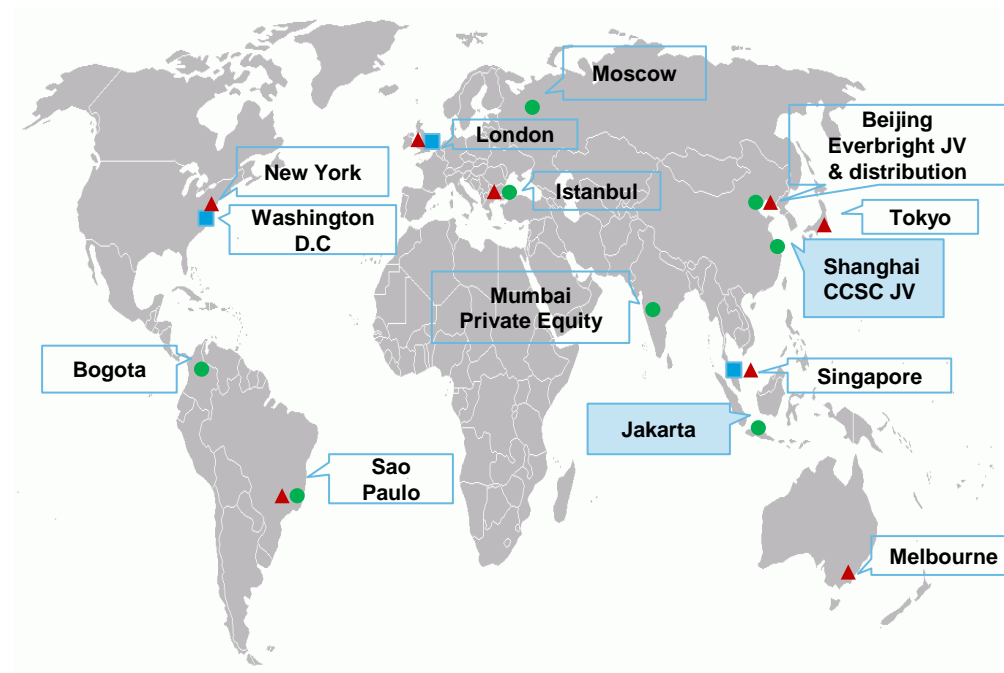 Moscow
London
Beijing
Everbright JV
& distribution
New York
Istanbul
Washington
D.C
Tokyo
Shanghai
CCSC JV
Mumbai
Private Equity
Bogota
Singapore
Jakarta
Sao
Paulo
Melbourne